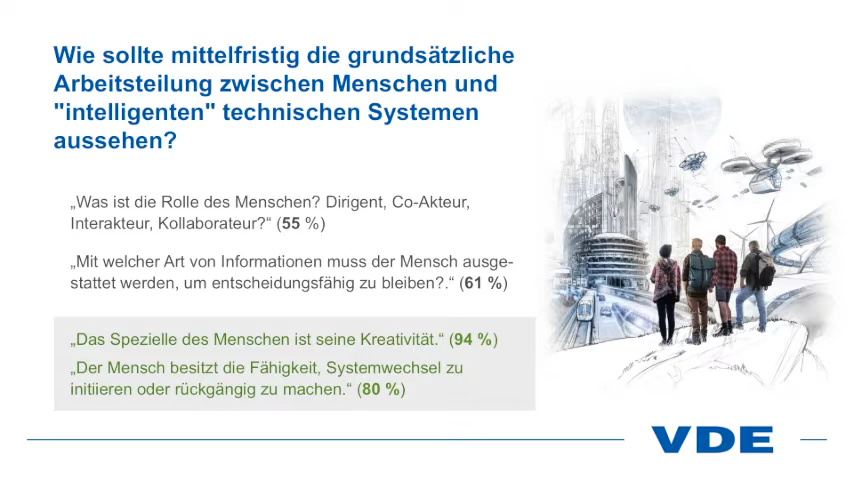 Wie sollte mittelfristig die grundsätzliche
Arbeitsteilung zwischen Menschen und
"intelligenten" technischen Systemen
aussehen?
„Was ist die Rolle des Menschen? Dirigent, Co-Akteur,
Interakteur, Kollaborateur?“ (55 %)
„Mit welcher Art von Informationen muss der Mensch ausge-
stattet werden, um entscheidungsfähig zu bleiben?.“ (61 %)
„Das Spezielle des Menschen ist seine Kreativität.“ (94 %)
„Der Mensch besitzt die Fähigkeit, Systemwechsel zu
initiieren oder rückgängig zu machen.“ (80 %)
VDE